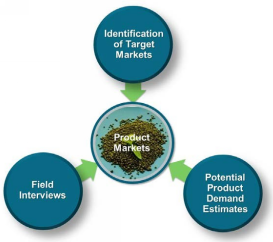 Identification
of Target
Markets
Product
Markets
Field
Interviews
Potential
Product
Demand
Estimates